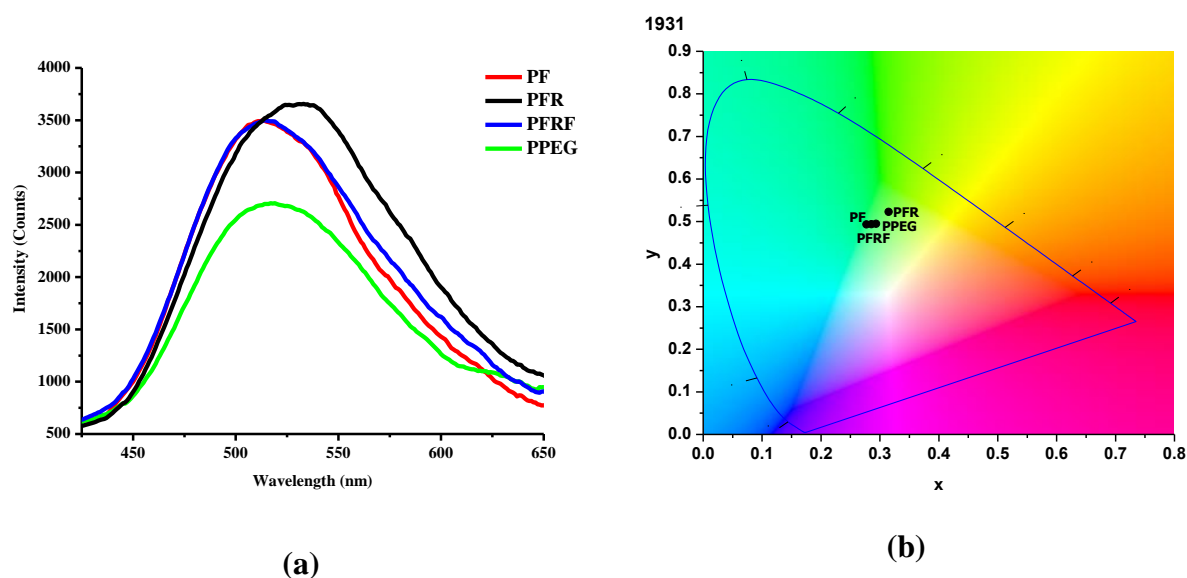 4000
3500
3000
2500
2000
1500
1000
500
450
500
550
600
650
Intensity (Counts)
Wavelength (nm)
PF
PFR
PFRF
PPEG
(a)
1931
0.9
0.8
0.7
0.6
0.5
0.4
0.3
0.2
0.1
0.0
0.0
0.1
0.2
0.3
0.4
0.5
0.6
0.7
0.8
y
x
PF
PFR
PPEG
PFRF
(b)